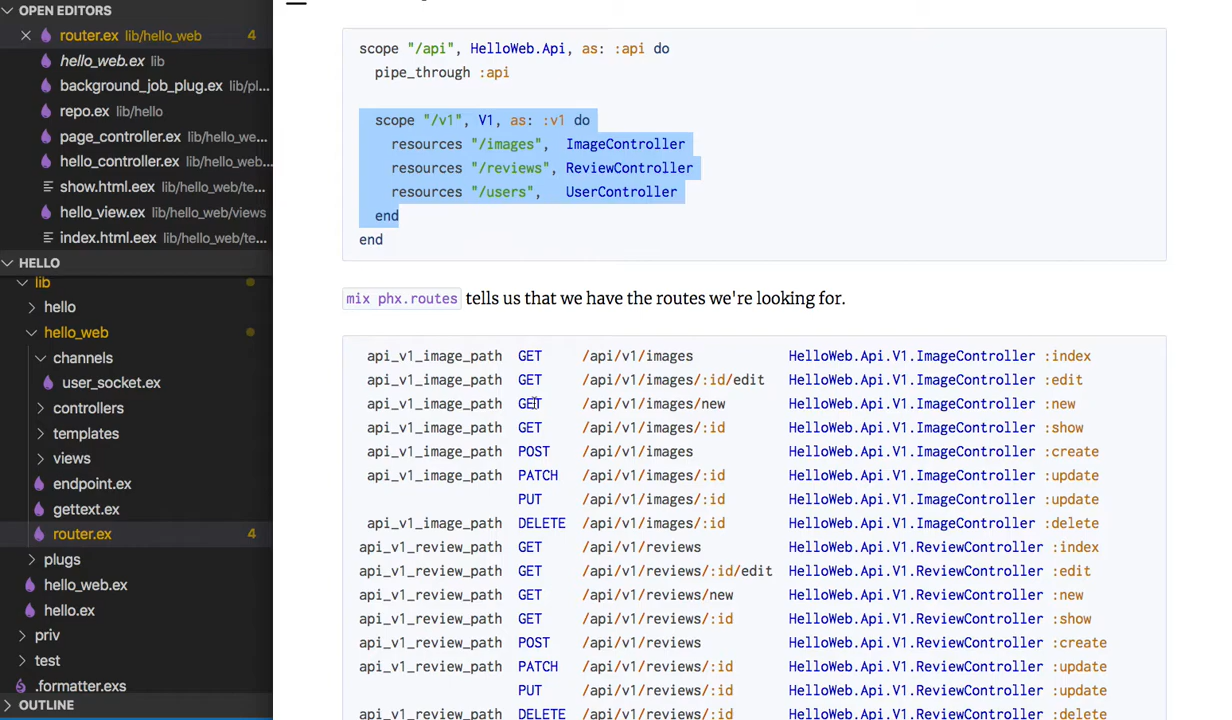 OPEN EDITORS
router.ex lib/hello_web 4
hello_web.ex lib
background_job_plug.ex lib/pl...
repo.ex lib/hello
page_controller.ex lib/hello_we...
hello_controller.ex lib/hello_web...
show.html.eex lib/hello_web/te...
hello_view.ex lib/hello_web/views
index.html.eex lib/hello_web/te...
HELLO
lib
hello
hello_web
channels
user_socket.ex
controllers
templates
views
endpoint.ex
gettext.ex
router.ex 4
plugs
hello_web.ex
hello.ex
priv
test
.formatter.exs
OUTLINE
scope "/api", HelloWeb.Api, as: :api do
pipe_through :api
scope "/v1", V1, as: :v1 do
resources "/images", ImageController
resources "/reviews", ReviewController
resources "/users", UserController
end
end
mix phx.routes tells us that we have the routes we're looking for.
api_v1_image_path GET /api/v1/images HelloWeb.Api.V1.ImageController :index
api_v1_image_path GET /api/v1/images/:id/edit HelloWeb.Api.V1.ImageController :edit
api_v1_image_path GET /api/v1/images/new HelloWeb.Api.V1.ImageController :new
api_v1_image_path GET /api/v1/images/:id HelloWeb.Api.V1.ImageController :show
api_v1_image_path POST /api/v1/images HelloWeb.Api.V1.ImageController :create
api_v1_image_path PATCH /api/v1/images/:id HelloWeb.Api.V1.ImageController :update
PUT /api/v1/images/:id HelloWeb.Api.V1.ImageController :update
api_v1_image_path DELETE /api/v1/images/:id HelloWeb.Api.V1.ImageController :delete
api_v1_review_path GET /api/v1/reviews HelloWeb.Api.V1.ReviewController :index
api_v1_review_path GET /api/v1/reviews/:id/edit HelloWeb.Api.V1.ReviewController :edit
api_v1_review_path GET /api/v1/reviews/new HelloWeb.Api.V1.ReviewController :new
api_v1_review_path GET /api/v1/reviews/:id HelloWeb.Api.V1.ReviewController :show
api_v1_review_path POST /api/v1/reviews HelloWeb.Api.V1.ReviewController :create
api_v1_review_path PATCH /api/v1/reviews/:id HelloWeb.Api.V1.ReviewController :update
PUT /api/v1/reviews/:id HelloWeb.Api.V1.ReviewController :update
api_v1_review_path DELETE /api/v1/reviews/:id HelloWeb.Api.V1.ReviewController :delete